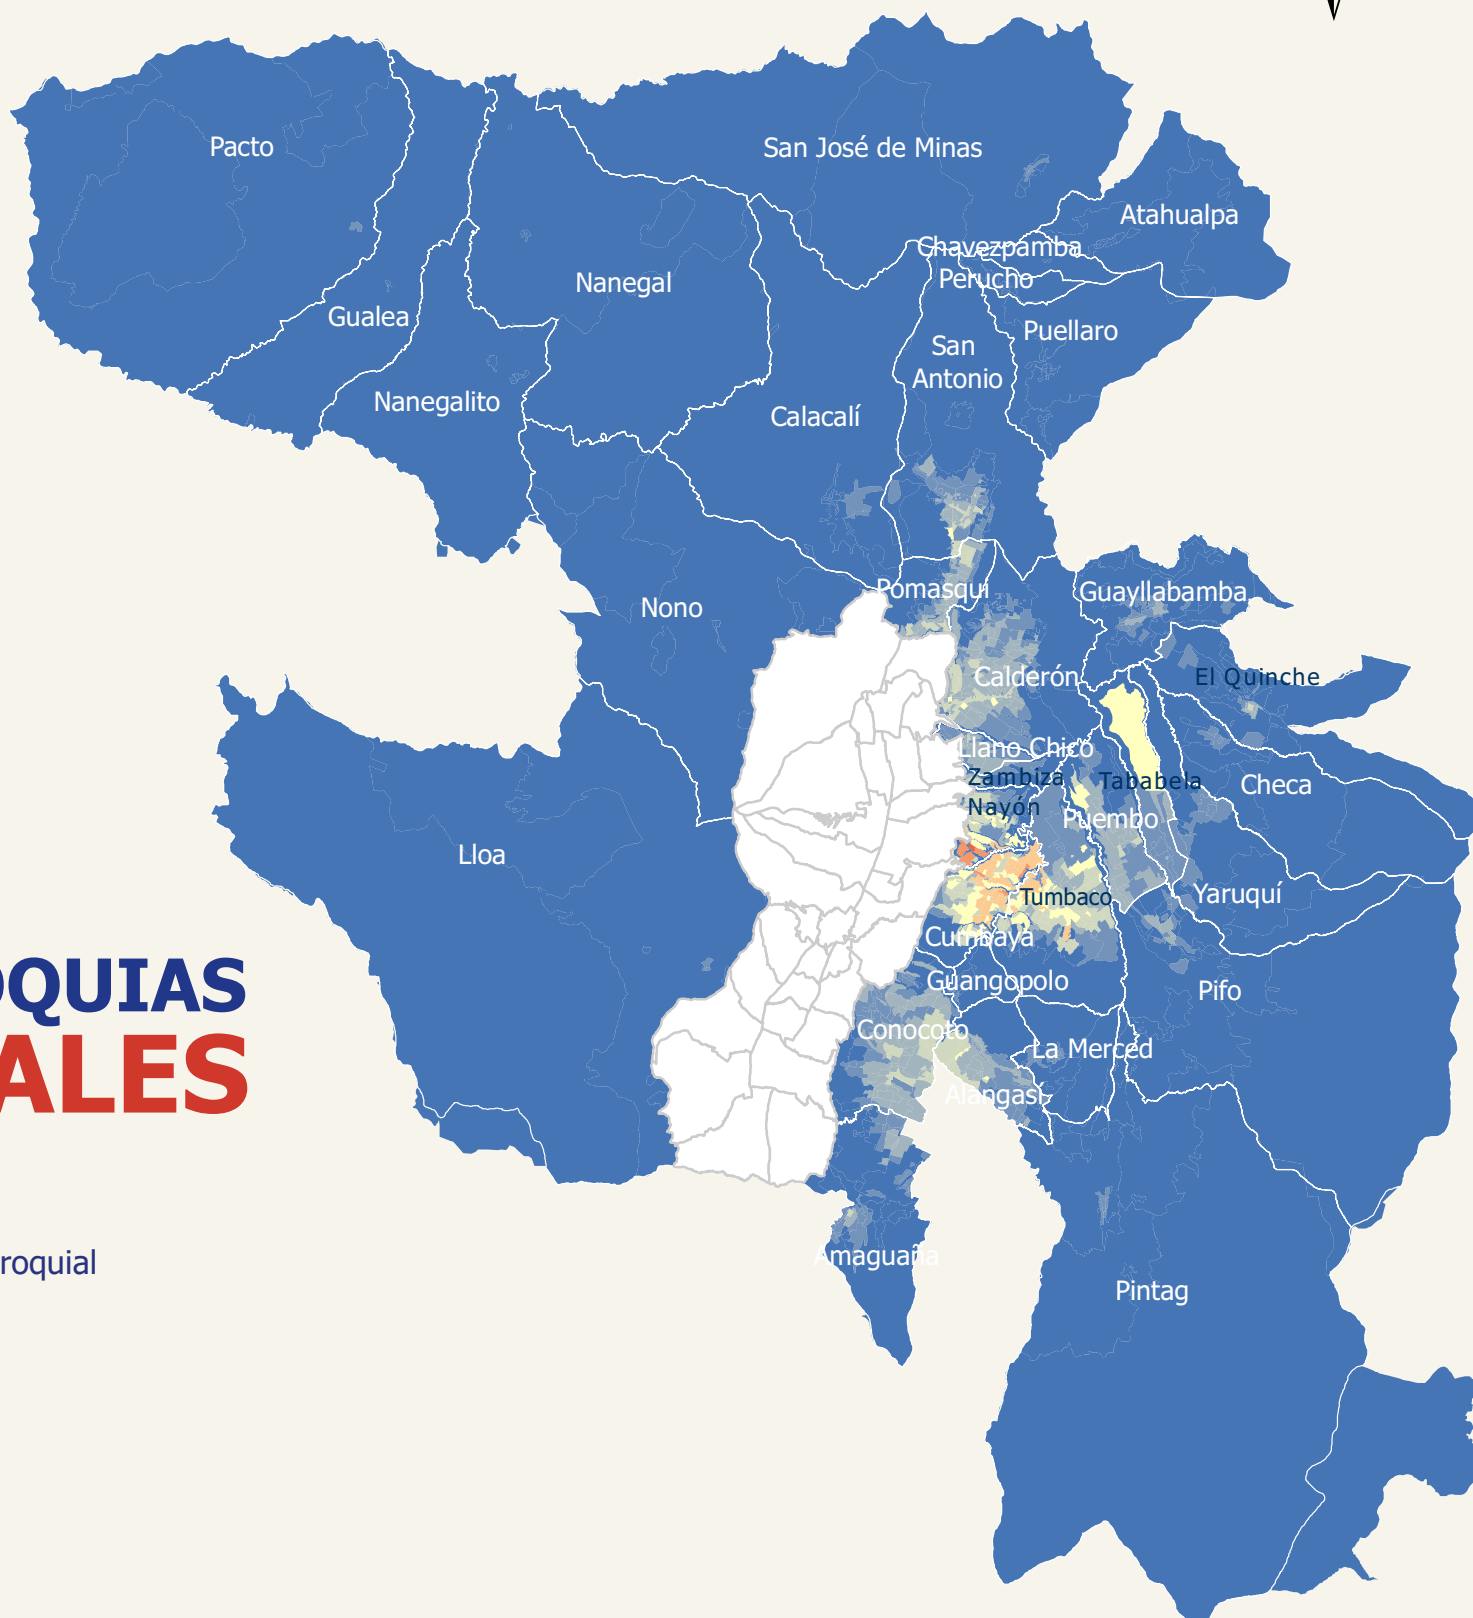 Pacto
San José de Minas
Atahualpa
Chavezpamba
Perucho
Nanegal
Gualea
Puellaro
San
Antonio
Nanegalito
Calacalí
Pomasqui
Guayllabamba
Nono
Calderón
El Quinche
Llano Chico
Zambiza
Tababela
Checa
Nayón
Puembo
Lloa
Tumbaco
Yaruquí
Cumbayá
Guangopolo
Pifo
OQUIAS
Conocoto
La Merced
ALES
Alangasí
Amaguaña
roquial
Pintag